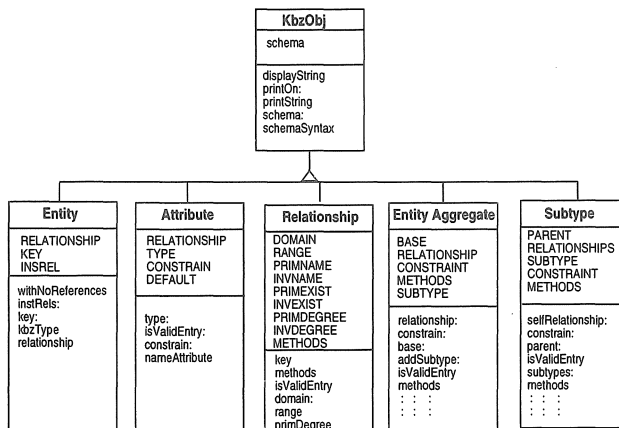 KbzObj
schema
displayString
printOn:
printString
schema:
schemaSyntax
Entity
RELATIONSHIP
KEY
INSREL
withNoReferences
instRels:
key:
kbzType
relationship
Attribute
RELATIONSHIP
TYPE
CONSTRAIN
DEFAULT
type:
isValidEntry:
constrain:
nameAttribute
Relationship
DOMAIN
RANGE
PRIMNAME
INVNAME
PRIMEXIST
INVEXIST
PRIMDEGREE
INVDEGREE
METHODS
key
methods
isValidEntry
domain:
range
primDegree
Entity Aggregate
BASE
RELATIONSHIP
CONSTRAINT
METHODS
SUBTYPE
relationship:
constrain:
base:
addSubtype:
isValidEntry
methods
: : :
: : :
Subtype
PARENT
RELATIONSHIPS
SUBTYPE
CONSTRAINT
METHODS
selfRelationship:
constrain:
parent:
isValidEntry
subtypes:
methods
: : :
: : :